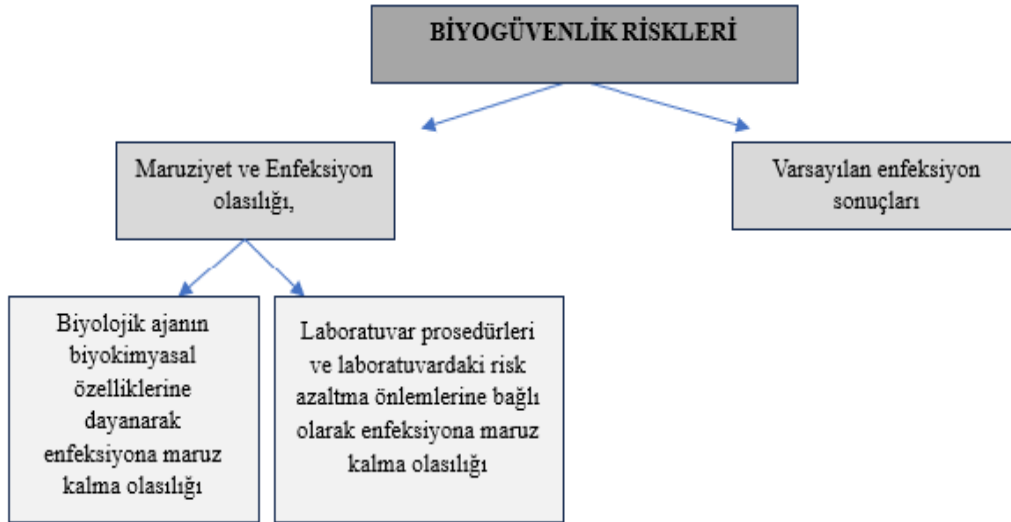 BİYOGÜVENLİK RİSKLERİ
Maruziyet ve Enfeksiyon
olasılığı,
Varsayılan enfeksiyon
sonuçları
Biyolojik ajanın
biyokimyasal
özelliklerine
dayanarak
enfeksiyona maruz
kalma olasılığı
Laboratuvar prosedürleri
ve laboratuvardaki risk
azaltma önlemlerine bağlı
olarak enfeksiyona maruz
kalma olasılığı